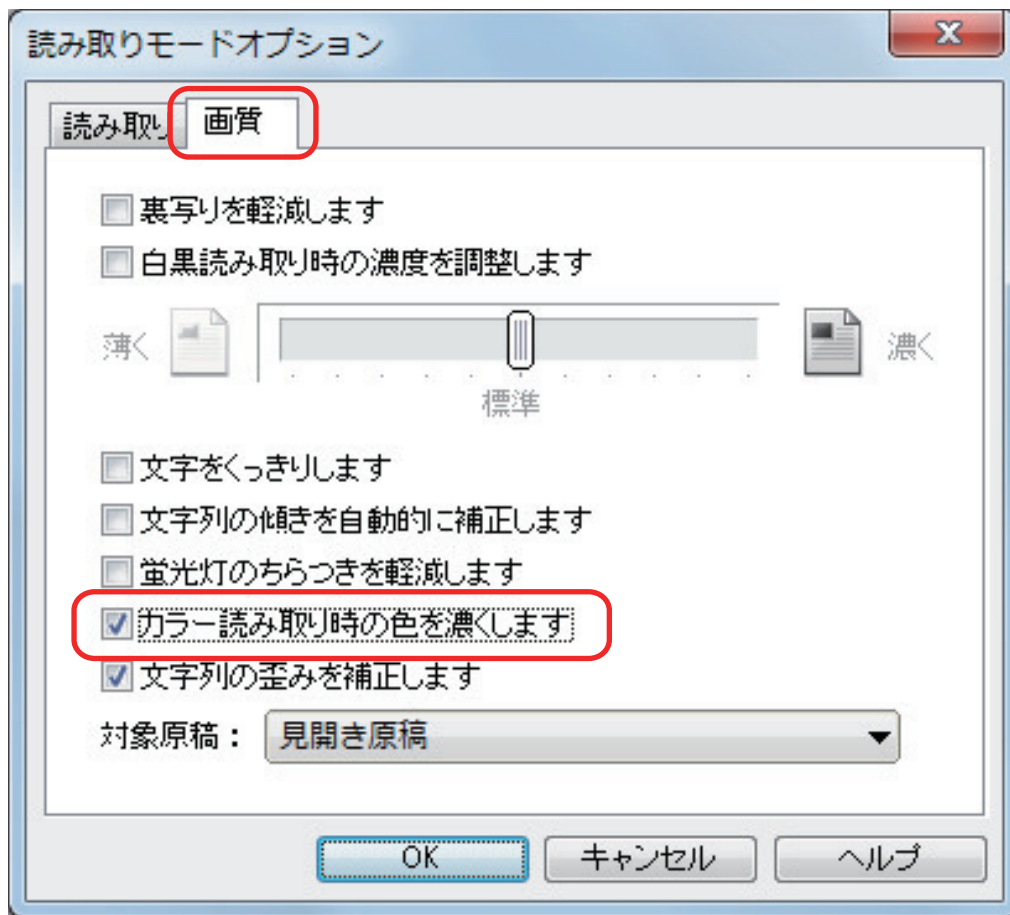 読み取りモードオプション
読み取り 画質
裏写りを軽減します
白黒読み取り時の濃度を調整します
薄く 濃く
標準
文字をくっきりします
文字列の傾きを自動的に補正します
蛍光灯のちらつきを軽減します
カラー読み取り時の色を濃くします
文字列の歪みを補正します
対象原稿： 見開き原稿
OK キャンセル ヘルプ